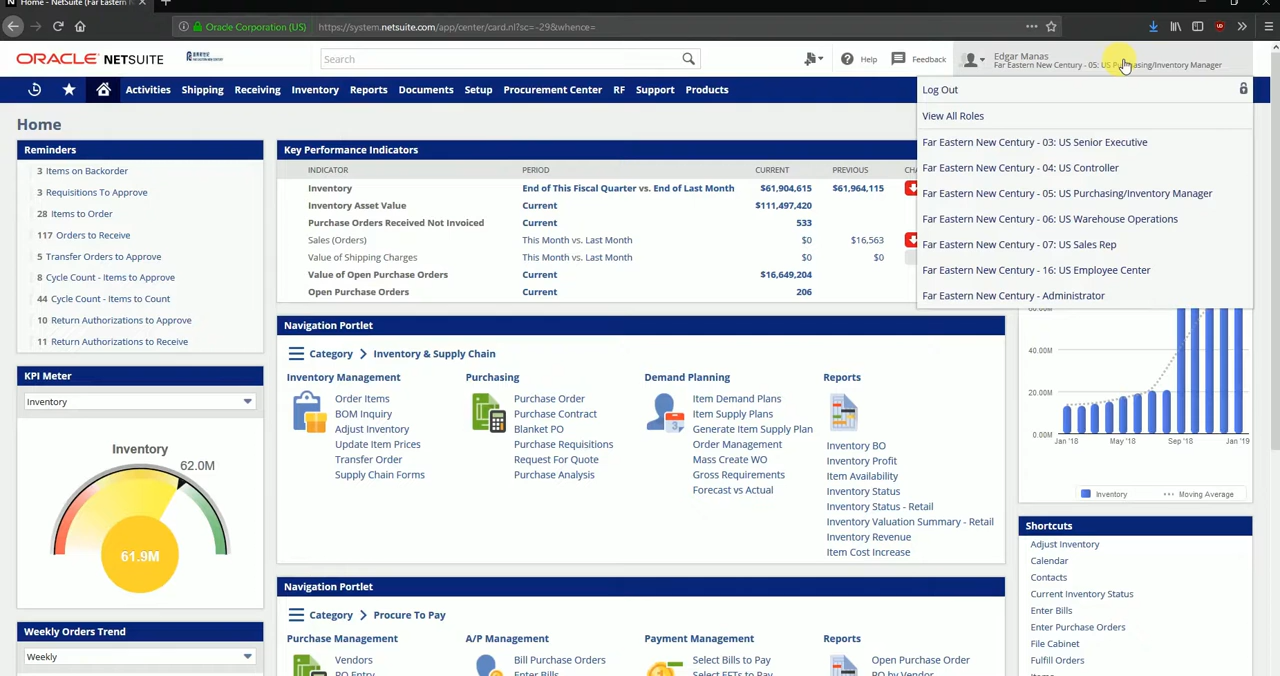 Home - NetSuite (Far Eastern
Oracle Corporation (US)
https://system.netsuite.com/app/center/card.nl?sc=-29&whence=
ORACLE NETSUITE
Search
Help
Feedback
Edgar Manas
Far Eastern New Century - 05: US Purchasing/Inventory Manager
Activities
Shipping
Receiving
Inventory
Reports
Documents
Setup
Procurement Center
RF
Support
Products
Log Out
View All Roles
Far Eastern New Century - 03: US Senior Executive
Far Eastern New Century - 04: US Controller
Far Eastern New Century - 05: US Purchasing/Inventory Manager
Far Eastern New Century - 06: US Warehouse Operations
Far Eastern New Century - 07: US Sales Rep
Far Eastern New Century - 16: US Employee Center
Far Eastern New Century - Administrator
Home
Reminders
3 Items on Backorder
3 Requisitions To Approve
28 Items to Order
117 Orders to Receive
5 Transfer Orders to Approve
8 Cycle Count - Items to Approve
44 Cycle Count - Items to Count
10 Return Authorizations to Approve
11 Return Authorizations to Receive
KPI Meter
Inventory
Inventory
62.0M
61.9M
Weekly Orders Trend
Weekly
Key Performance Indicators
INDICATOR PERIOD CURRENT PREVIOUS
Inventory End of This Fiscal Quarter vs. End of Last Month $61,904,615 $61,964,115
Inventory Asset Value Current $111,497,420
Purchase Orders Received Not Invoiced Current 533
Sales (Orders) This Month vs. Last Month $0 $16,563
Value of Shipping Charges This Month vs. Last Month $0 $0
Value of Open Purchase Orders Current $16,649,204
Open Purchase Orders Current 206
Navigation Portlet
Category Inventory & Supply Chain
Inventory Management
Order Items
BOM Inquiry
Adjust Inventory
Update Item Prices
Transfer Order
Supply Chain Forms
Purchasing
Purchase Order
Purchase Contract
Blanket PO
Purchase Requisitions
Request For Quote
Purchase Analysis
Demand Planning
Item Demand Plans
Item Supply Plans
Generate Item Supply Plan
Order Management
Mass Create WO
Gross Requirements
Forecast vs Actual
Reports
Inventory BO
Inventory Profit
Item Availability
Inventory Status
Inventory Status - Retail
Inventory Valuation Summary - Retail
Inventory Revenue
Item Cost Increase
Navigation Portlet
Category Procure To Pay
Purchase Management
Vendors
PO Entry
A/P Management
Bill Purchase Orders
Enter Bills
Payment Management
Select Bills to Pay
Select EFTs to Pay
Reports
Open Purchase Order
PO by Vendor
60.00M
40.00M
20.00M
0.00M
Jan '18
May '18
Sep '18
Jan '19
Inventory
Moving Average
Shortcuts
Adjust Inventory
Calendar
Contacts
Current Inventory Status
Enter Bills
Enter Purchase Orders
File Cabinet
Fulfill Orders
Items